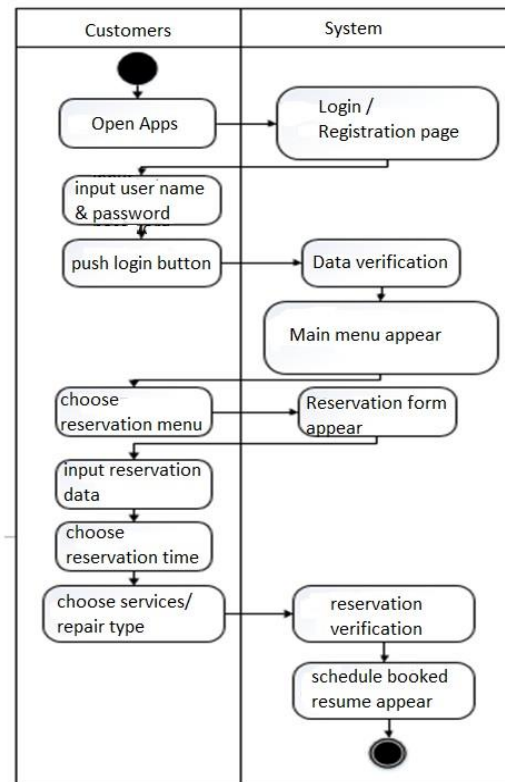 Customers
System
Open Apps
Login /
Registration page
input user name
& password
push login button
Data verification
Main menu appear
choose
reservation menu
Reservation form
appear
input reservation
data
choose
reservation time
choose services/
repair type
reservation
verification
schedule booked
resume appear